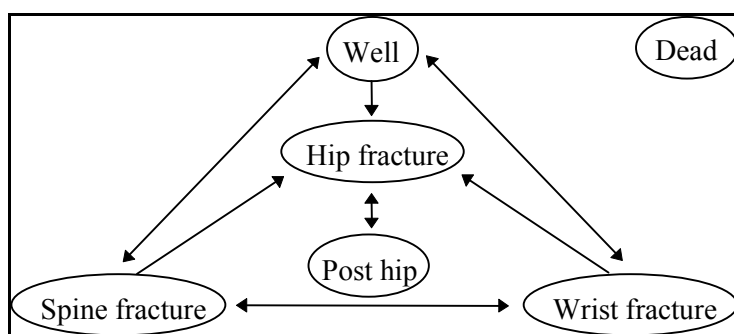 Well
Dead
Hip fracture
Post hip
Spine fracture
Wrist fracture